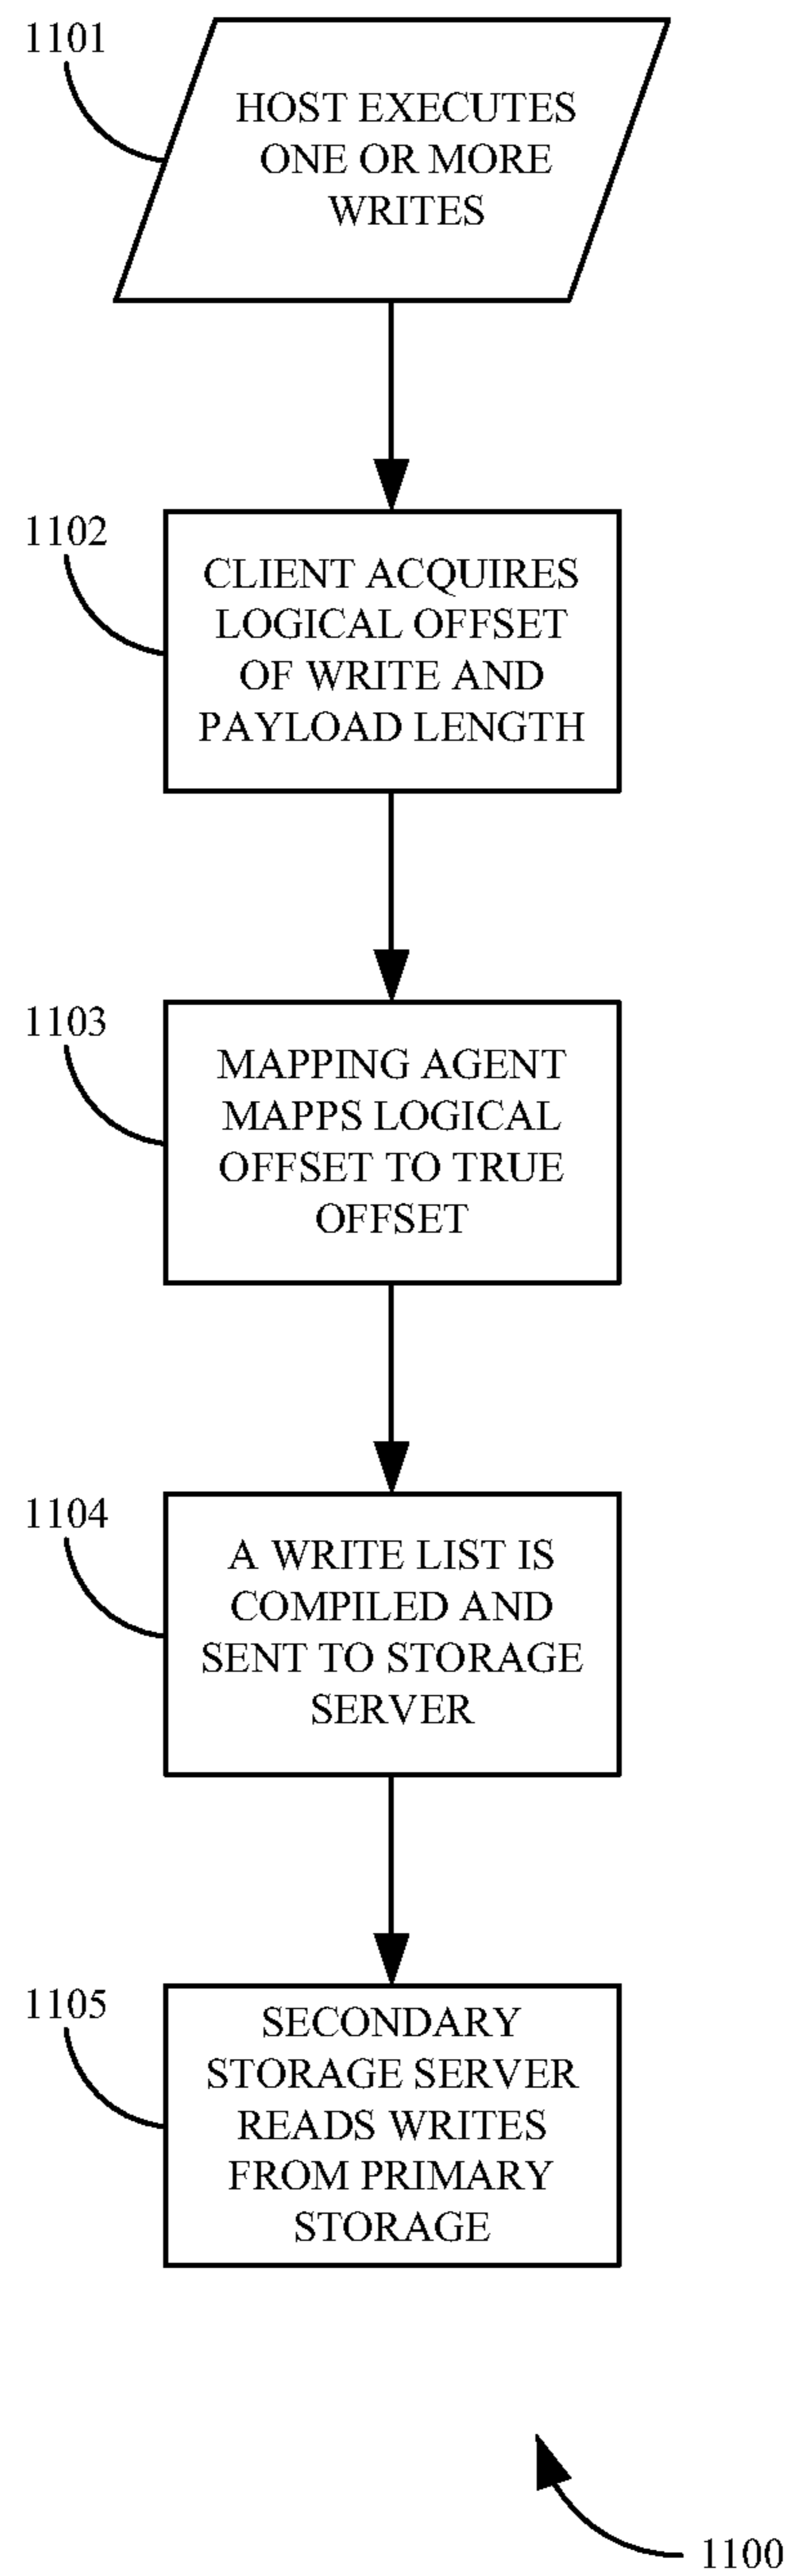 1101
HOST EXECUTES
ONE OR MORE
WRITES
1102
CLIENT ACQUIRES
LOGICAL OFFSET
OF WRITE AND
PAYLOAD LENGTH
1103
MAPPING AGENT
MAPPS LOGICAL
OFFSET TO TRUE
OFFSET
1104
A WRITE LIST IS
COMPILED AND
SENT TO STORAGE
SERVER
1105
SECONDARY
STORAGE SERVER
READS WRITES
FROM PRIMARY
STORAGE
1100